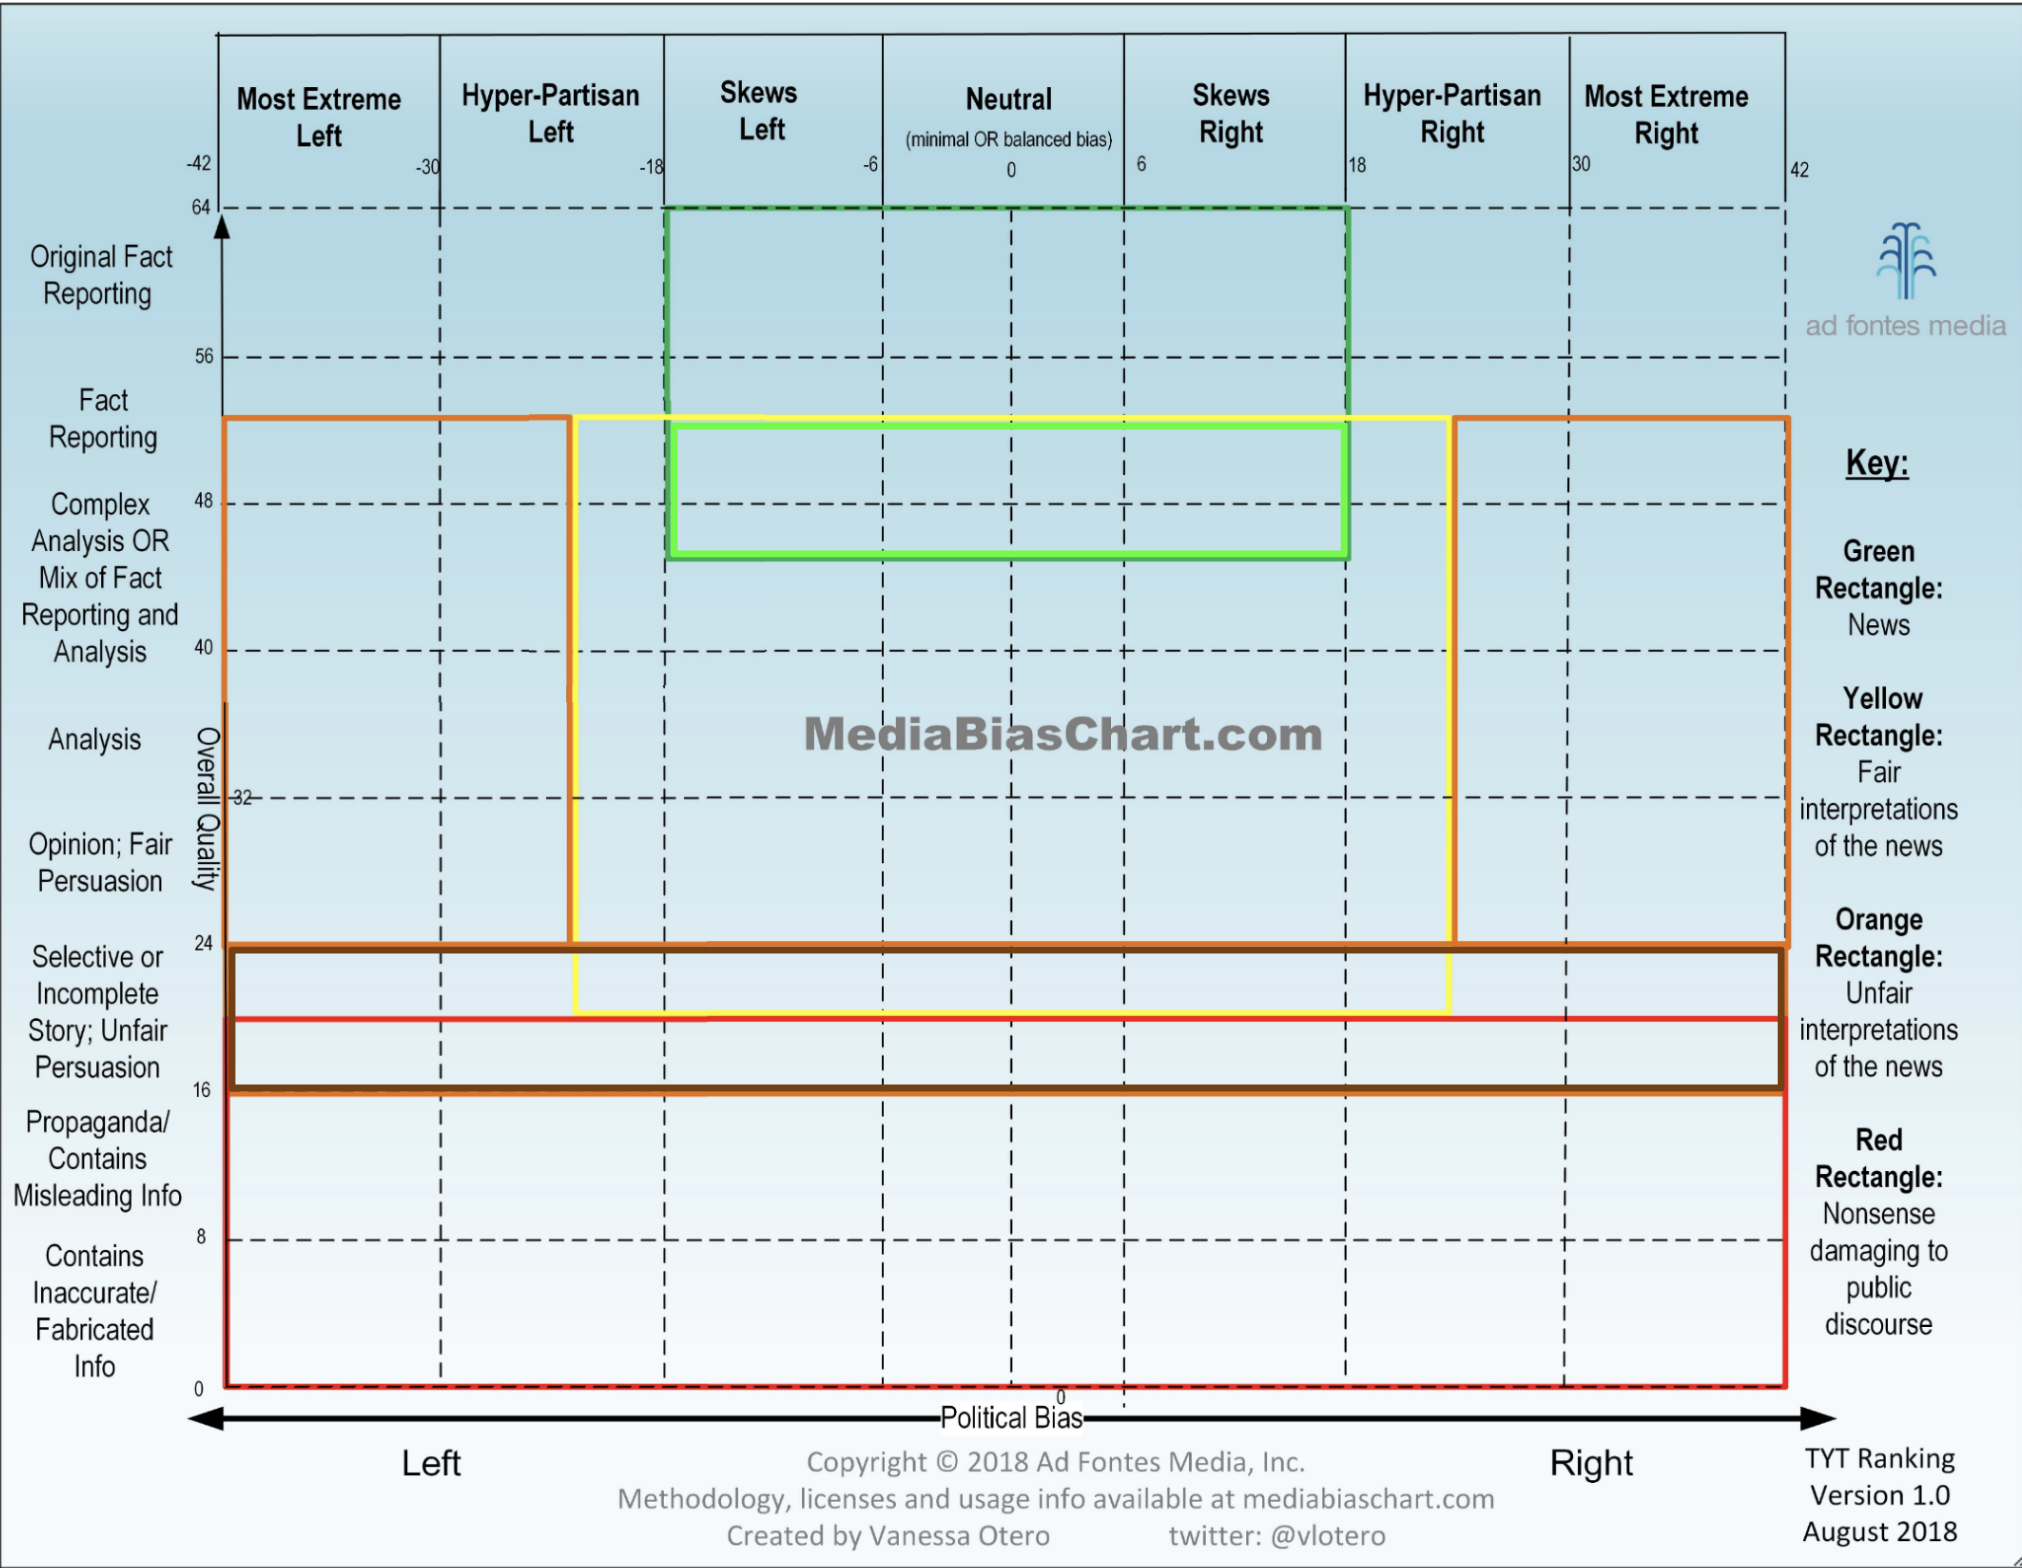 Most Extreme
Left
Hyper-Partisan
Left
Skews
Left
Neutral
(minimal OR balanced bias)
Skews
Right
Hyper-Partisan
Right
Most Extreme
Right
-42
-30
-18
-6
0
6
18
30
42
64
56
48
40
32
24
16
8
0
Original Fact
Reporting
Fact
Reporting
Complex
Analysis OR
Mix of Fact
Reporting and
Analysis
Analysis
Opinion; Fair
Persuasion
Selective or
Incomplete
Story; Unfair
Persuasion
Propaganda/
Contains
Misleading Info
Contains
Inaccurate/
Fabricated
Info
Overall Quality
MediaBiasChart.com
ad fontes media
Key:
Green
Rectangle:
News
Yellow
Rectangle:
Fair
interpretations
of the news
Orange
Rectangle:
Unfair
interpretations
of the news
Red
Rectangle:
Nonsense
damaging to
public
discourse
0
Political Bias
Left
Right
Copyright © 2018 Ad Fontes Media, Inc.
Methodology, licenses and usage info available at mediabiaschart.com
Created by Vanessa Otero twitter: @vlotero
TYT Ranking
Version 1.0
August 2018